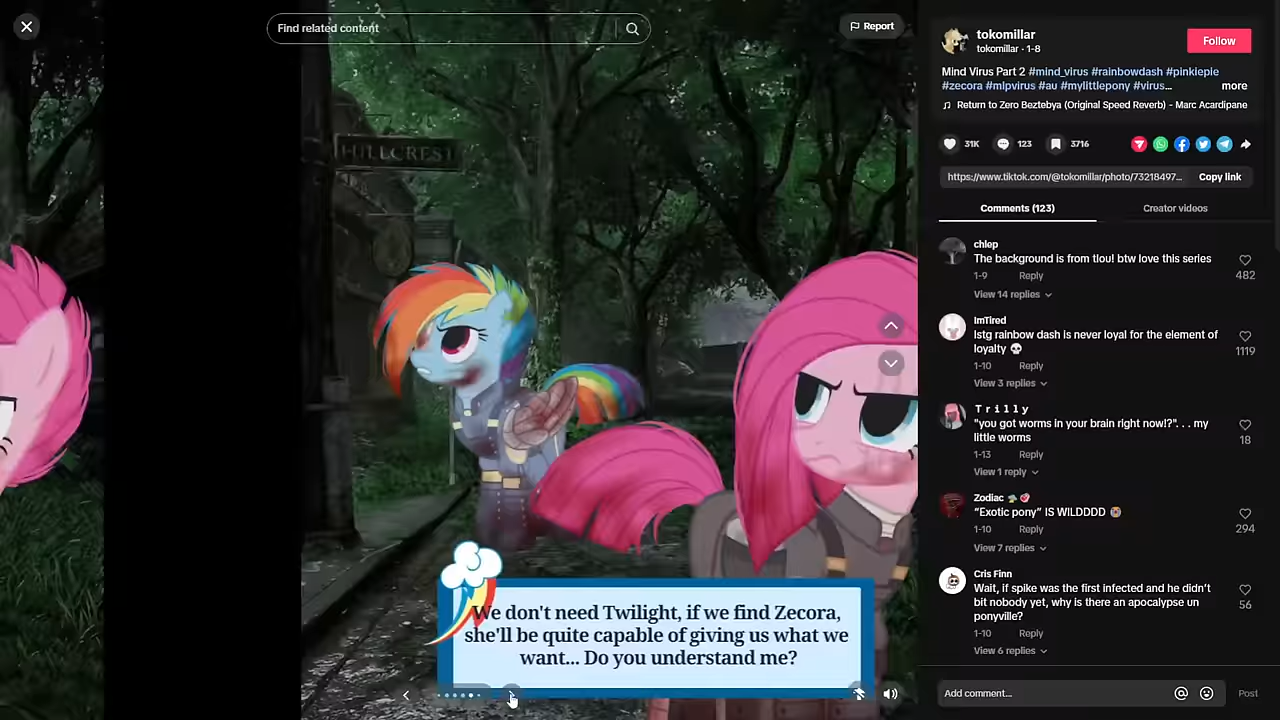 Find related content
Report
HILLCREST
We don't need Twilight, if we find Zecora,
she'll be quite capable of giving us what we
want... Do you understand me?
tokomillar
tokomillar · 1-8
Follow
Mind Virus Part 2 #mind_virus #rainbowdash #pinkiepie
#zecora #mlpvirus #au #mylittlepony #virus...
more
Return to Zero Beztebya (Original Speed Reverb) - Marc Acardipane
31K
123
3716
https://www.tiktok.com/@tokomillar/photo/73218497...
Copy link
Comments (123)
Creator videos
chlep
The background is from tlou! btw love this series
1-9
Reply
482
View 14 replies
ImTired
Istg rainbow dash is never loyal for the element of
loyalty 💀
1119
1-10
Reply
View 3 replies
T r i l l y
"you got worms in your brain right now!?". . . my
little worms
18
1-13
Reply
View 1 reply
Zodiac
“Exotic pony” IS WILDDDD 😭
294
1-10
Reply
View 7 replies
Cris Finn
Wait, if spike was the first infected and he didn't
bit nobody yet, why is there an apocalypse un
ponyville?
56
1-10
Reply
View 6 replies
Add comment...
Post